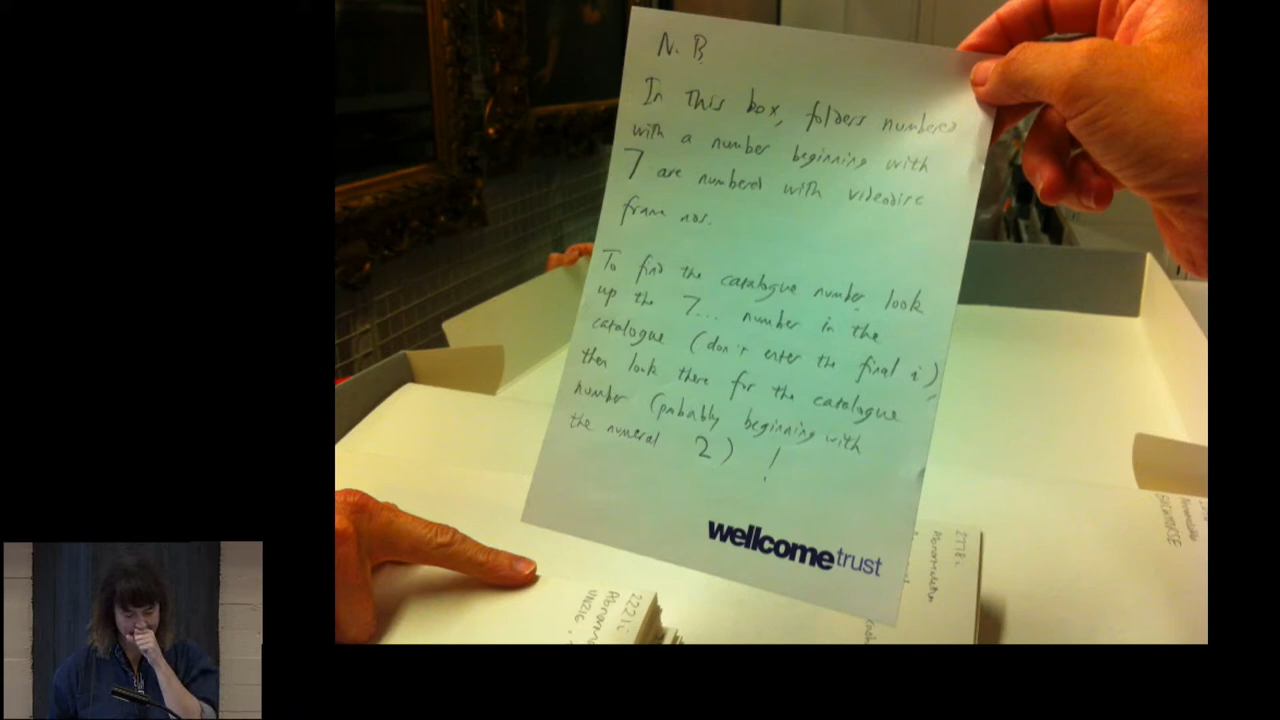 N. B
In this box, folders numbered
with a number beginning with
7 are numbered with videodisc
frame nos.
To find the catalogue number look
up the 7... number in the
catalogue (don't enter the final i)
then look there for the catalogue
number (probably beginning with
the numeral 2) !
wellcome trust
2221i
2778i